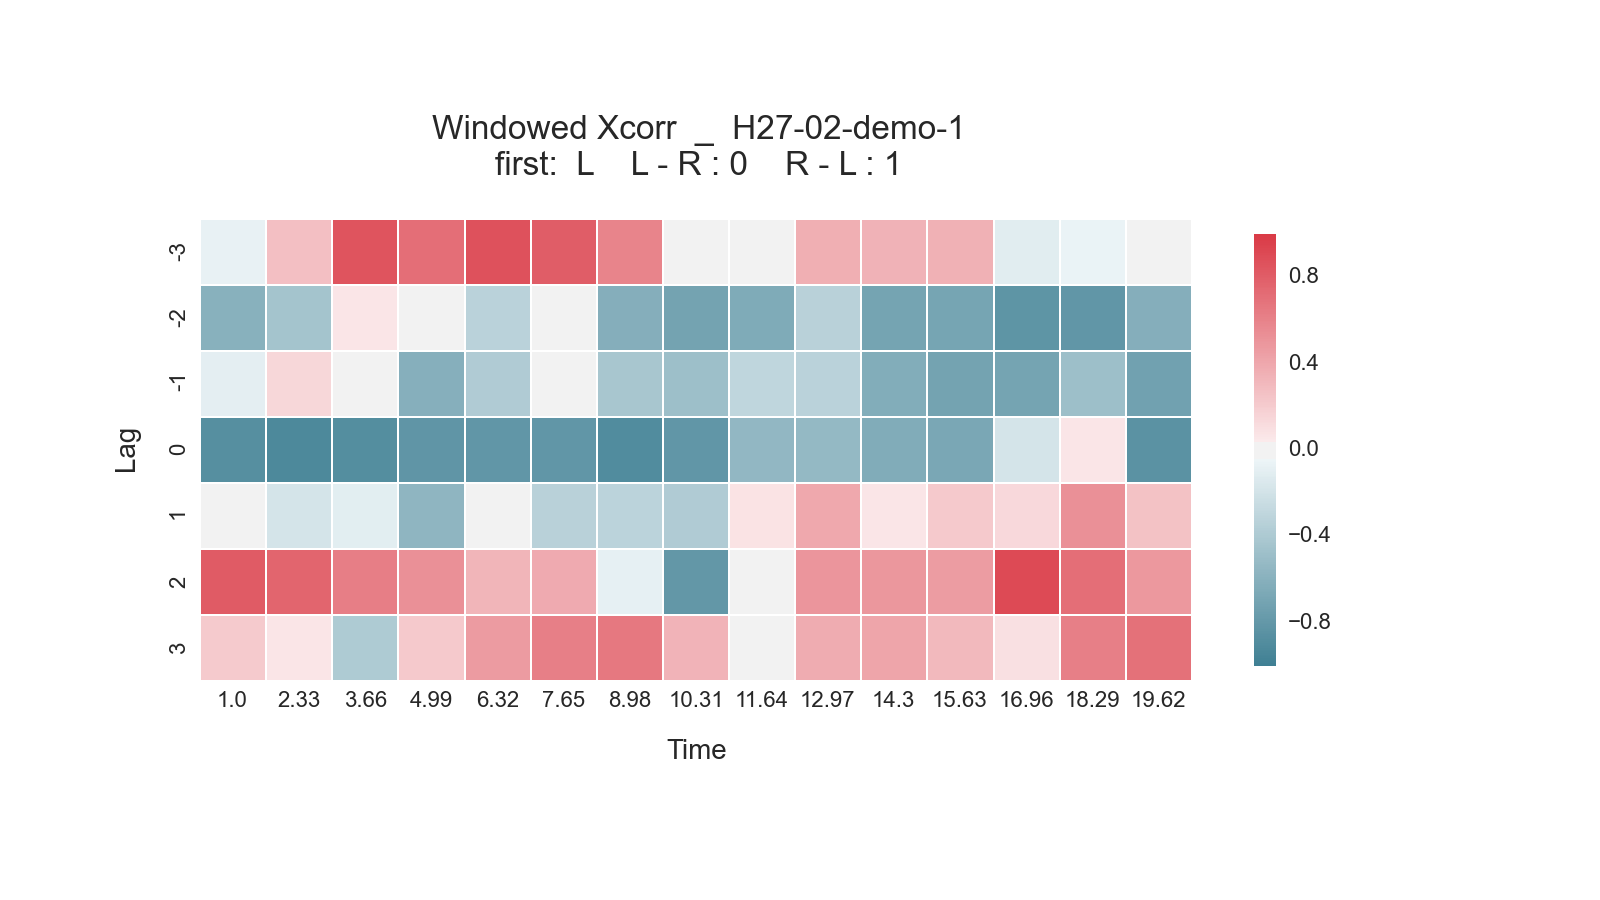 Windowed Xcorr _ H27-02-demo-1
first: L L - R : 0 R - L : 1
-3
-2
-1
0
1
2
3
Lag
1.0 2.33 3.66 4.99 6.32 7.65 8.98 10.31 11.64 12.97 14.3 15.63 16.96 18.29 19.62
Time
0.8
0.4
0.0
−0.4
−0.8